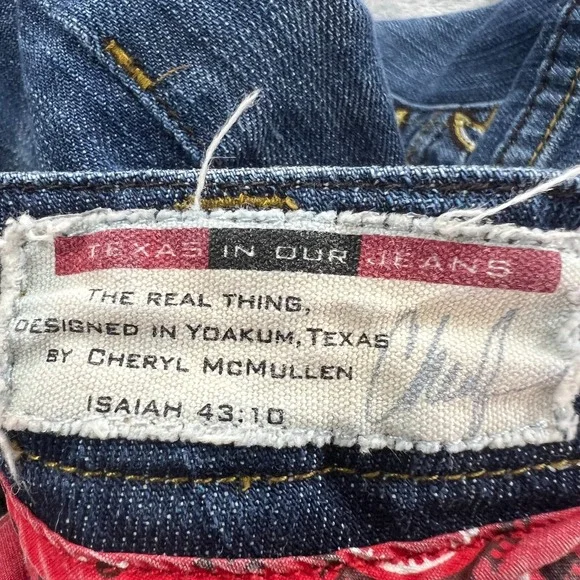 TEXAS IN OUR JEANS
THE REAL THING,
DESIGNED IN YOAKUM, TEXAS
BY CHERYL MCMULLEN
ISAIAH 43:10